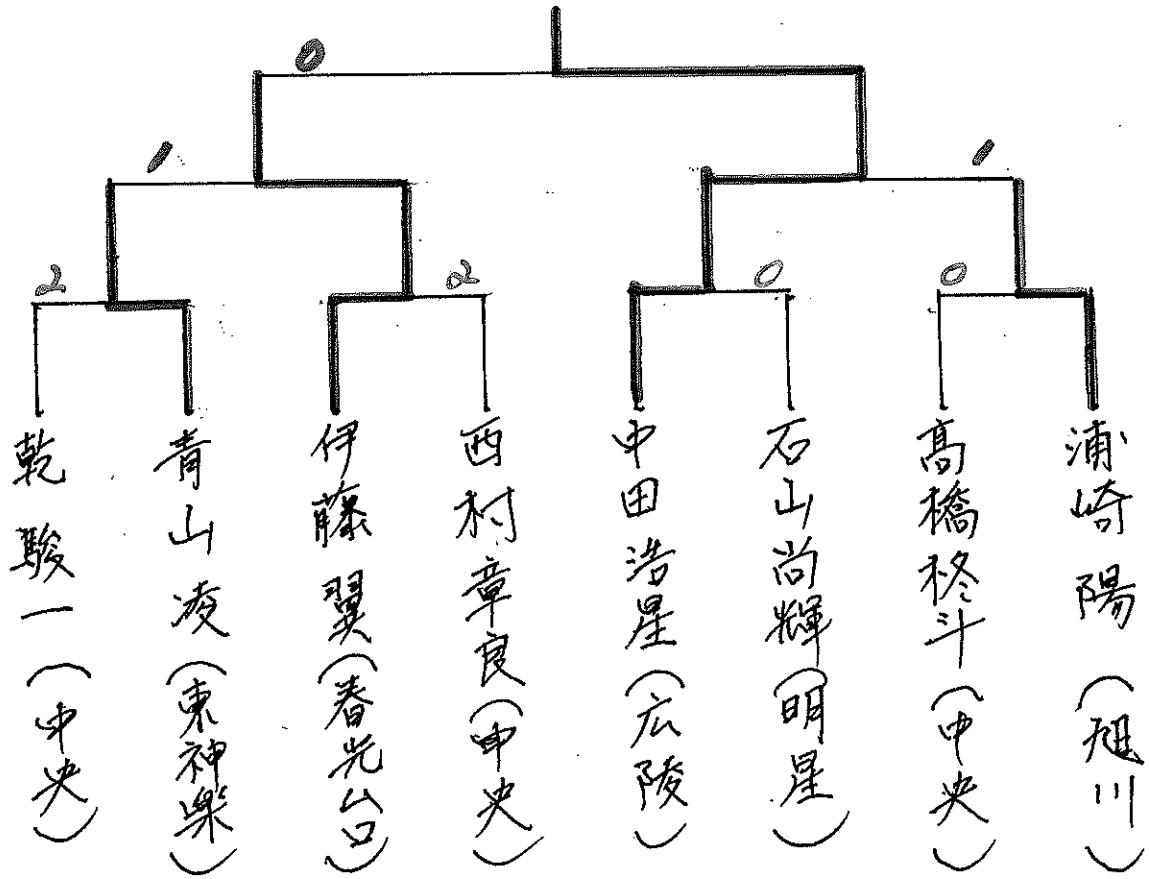 0
1
1
2
2
0
0
乾 駿一(中央)
青山 凌(東神楽)
伊藤 翼(春光台)
西村章良(中央)
中田浩星(広陵)
石山尚輝(明星)
高橋柊斗(中央)
浦崎 陽(旭川)